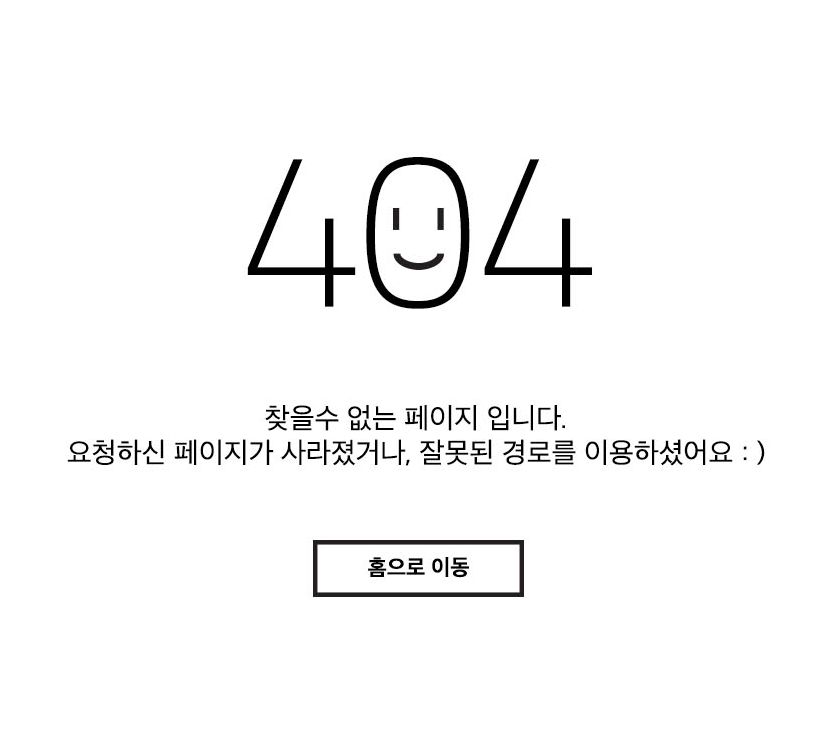 404
찾을수 없는 페이지 입니다.
요청하신 페이지가 사라졌거나, 잘못된 경로를 이용하셨어요 : )
홈으로 이동